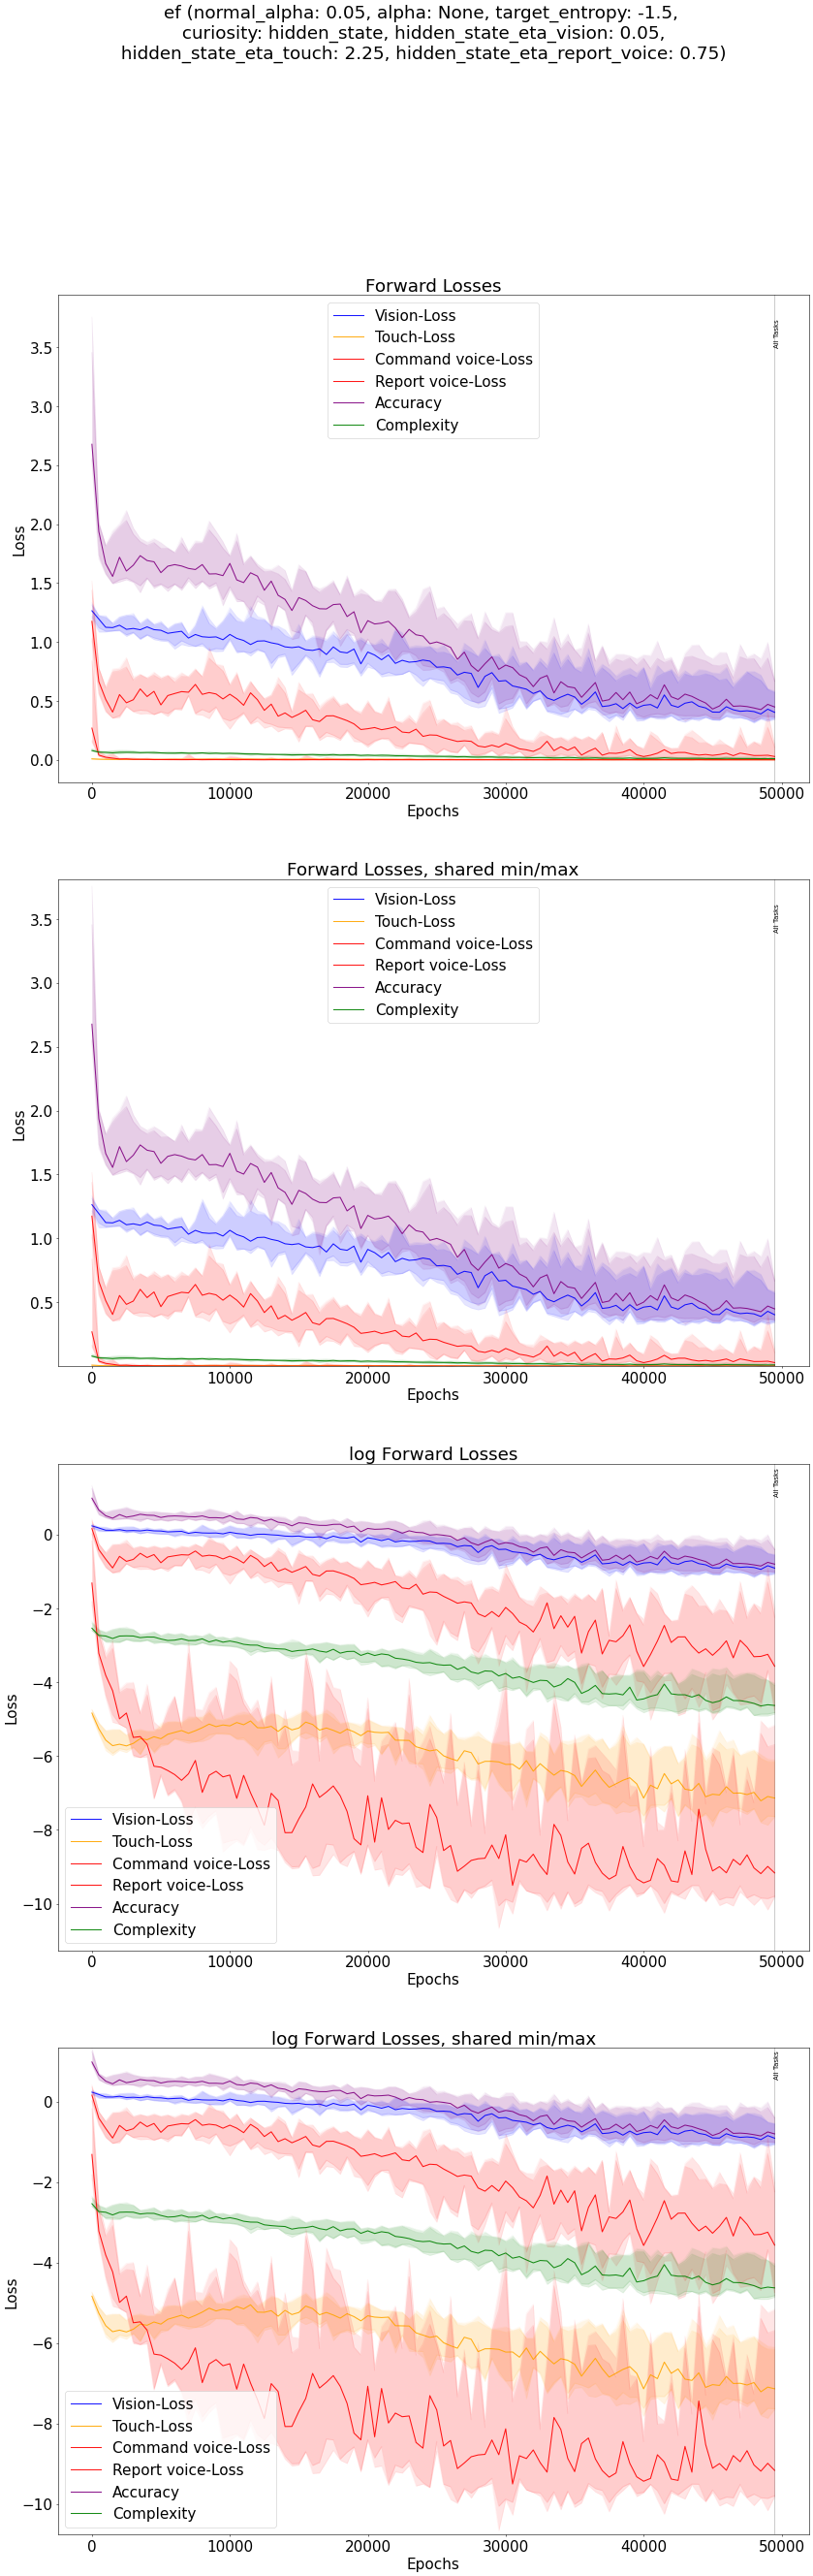 ef (normal_alpha: 0.05, alpha: None, target_entropy: -1.5,
curiosity: hidden_state, hidden_state_eta_vision: 0.05,
hidden_state_eta_touch: 2.25, hidden_state_eta_report_voice: 0.75)
Forward Losses
Vision-Loss
Touch-Loss
Command voice-Loss
Report voice-Loss
Accuracy
Complexity
All Tasks
3.5
3.0
2.5
2.0
1.5
1.0
0.5
0.0
Loss
0 10000 20000 30000 40000 50000
Epochs
Forward Losses, shared min/max
Vision-Loss
Touch-Loss
Command voice-Loss
Report voice-Loss
Accuracy
Complexity
All Tasks
3.5
3.0
2.5
2.0
1.5
1.0
0.5
Loss
0 10000 20000 30000 40000 50000
Epochs
log Forward Losses
All Tasks
0
−2
−4
−6
−8
−10
Loss
Vision-Loss
Touch-Loss
Command voice-Loss
Report voice-Loss
Accuracy
Complexity
0 10000 20000 30000 40000 50000
Epochs
log Forward Losses, shared min/max
All Tasks
0
−2
−4
−6
−8
−10
Loss
Vision-Loss
Touch-Loss
Command voice-Loss
Report voice-Loss
Accuracy
Complexity
0 10000 20000 30000 40000 50000
Epochs